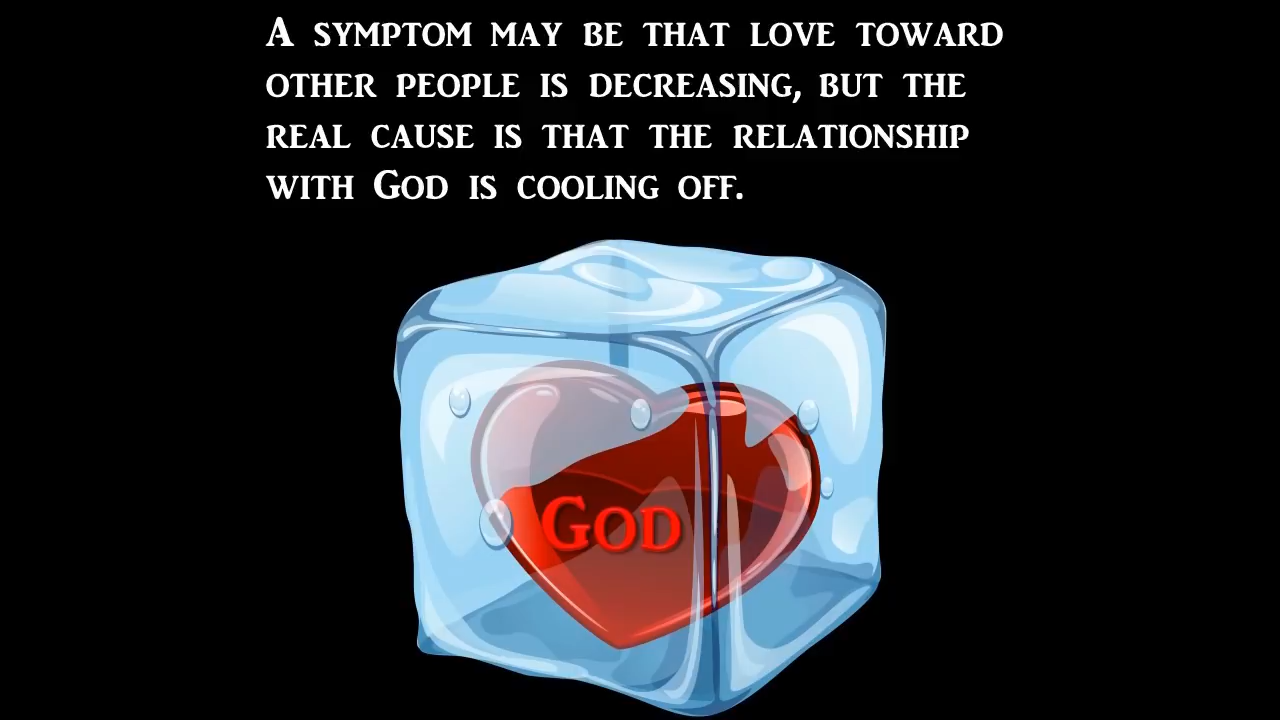 A symptom may be that love toward
other people is decreasing, but the
real cause is that the relationship
with God is cooling off.
God